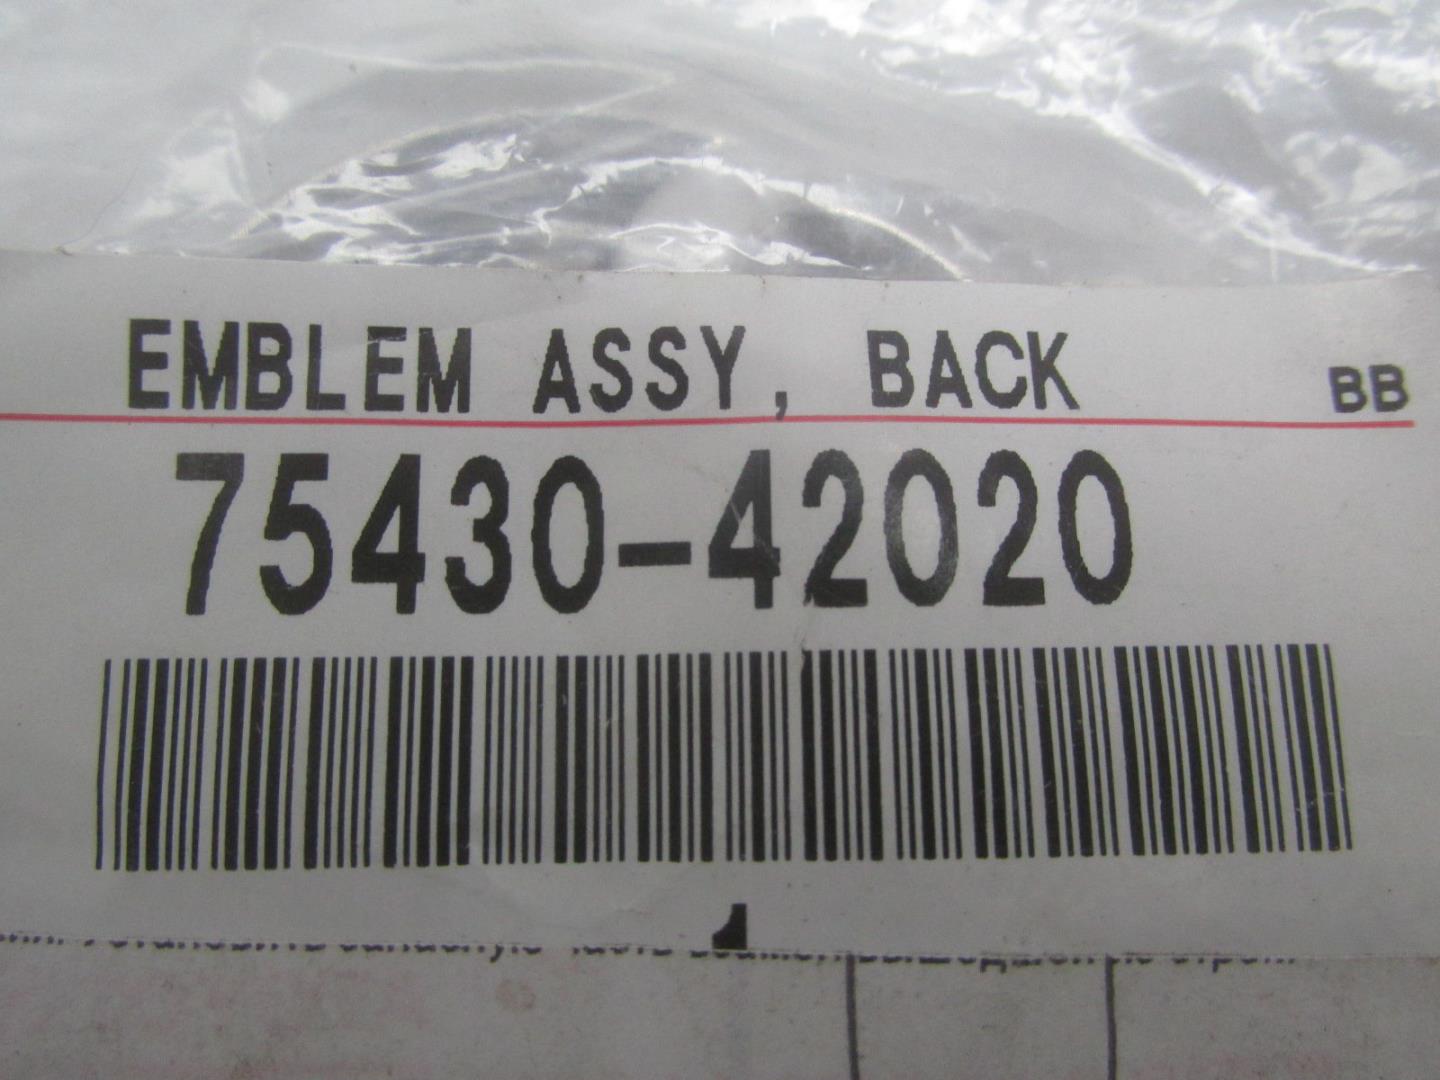 EMBLEM ASSY, BACK BB
75430-42020